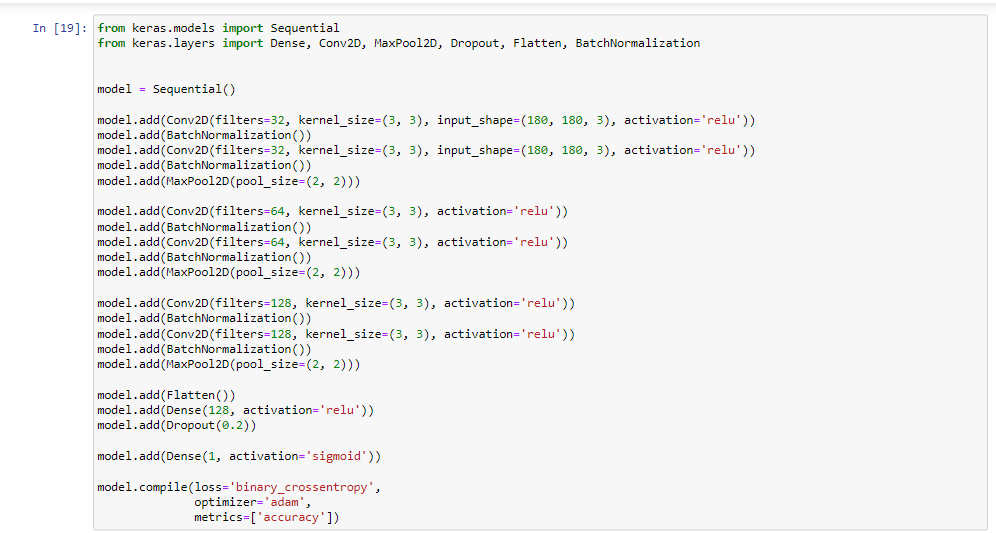 In [19]: from keras.models import Sequential
from keras.layers import Dense, Conv2D, MaxPool2D, Dropout, Flatten, BatchNormalization
model = Sequential()
model.add(Conv2D(filters=32, kernel_size=(3, 3), input_shape=(180, 180, 3), activation='relu'))
model.add(BatchNormalization())
model.add(Conv2D(filters=32, kernel_size=(3, 3), input_shape=(180, 180, 3), activation='relu'))
model.add(BatchNormalization())
model.add(MaxPool2D(pool_size=(2, 2)))
model.add(Conv2D(filters=64, kernel_size=(3, 3), activation='relu'))
model.add(BatchNormalization())
model.add(Conv2D(filters=64, kernel_size=(3, 3), activation='relu'))
model.add(BatchNormalization())
model.add(MaxPool2D(pool_size=(2, 2)))
model.add(Conv2D(filters=128, kernel_size=(3, 3), activation='relu'))
model.add(BatchNormalization())
model.add(Conv2D(filters=128, kernel_size=(3, 3), activation='relu'))
model.add(BatchNormalization())
model.add(MaxPool2D(pool_size=(2, 2)))
model.add(Flatten())
model.add(Dense(128, activation='relu'))
model.add(Dropout(0.2))
model.add(Dense(1, activation='sigmoid'))
model.compile(loss='binary_crossentropy',
optimizer='adam',
metrics=['accuracy'])